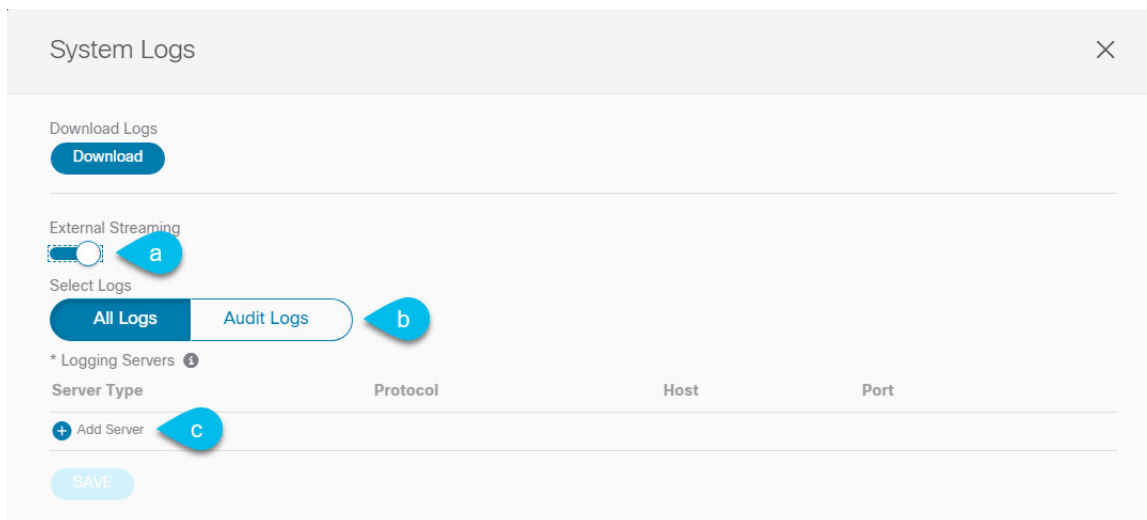 System Logs
Download Logs
Download
External Streaming
a
Select Logs
All Logs Audit Logs
b
* Logging Servers
Server Type Protocol Host Port
Add Server
c
SAVE